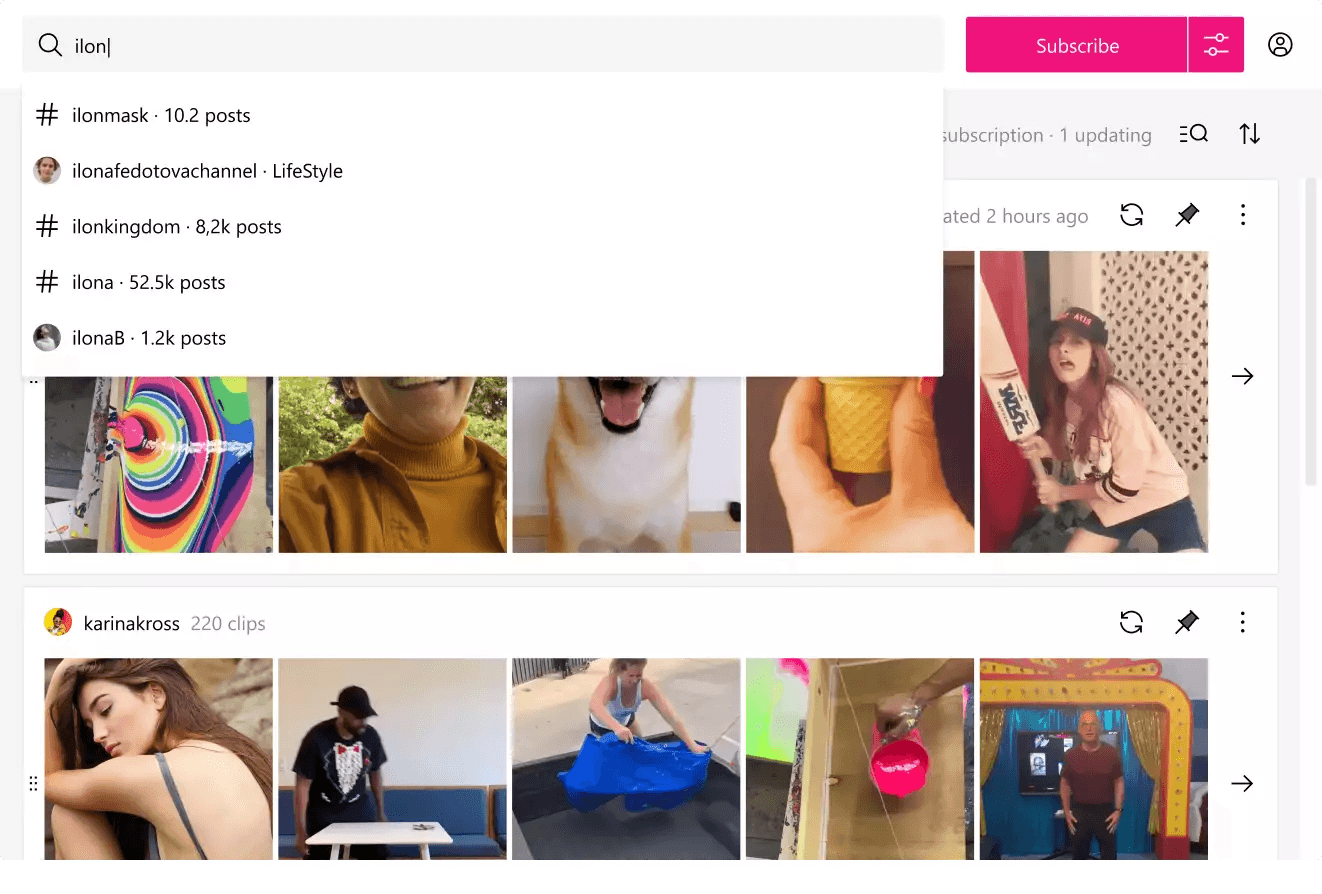 ilon
Subscribe
# ilonmask · 10.2 posts
ilonafedotovachannel · LifeStyle
# ilonkingdom · 8,2k posts
# ilona · 52.5k posts
ilonaB · 1.2k posts
subscription · 1 updating
ated 2 hours ago
karinakross 220 clips